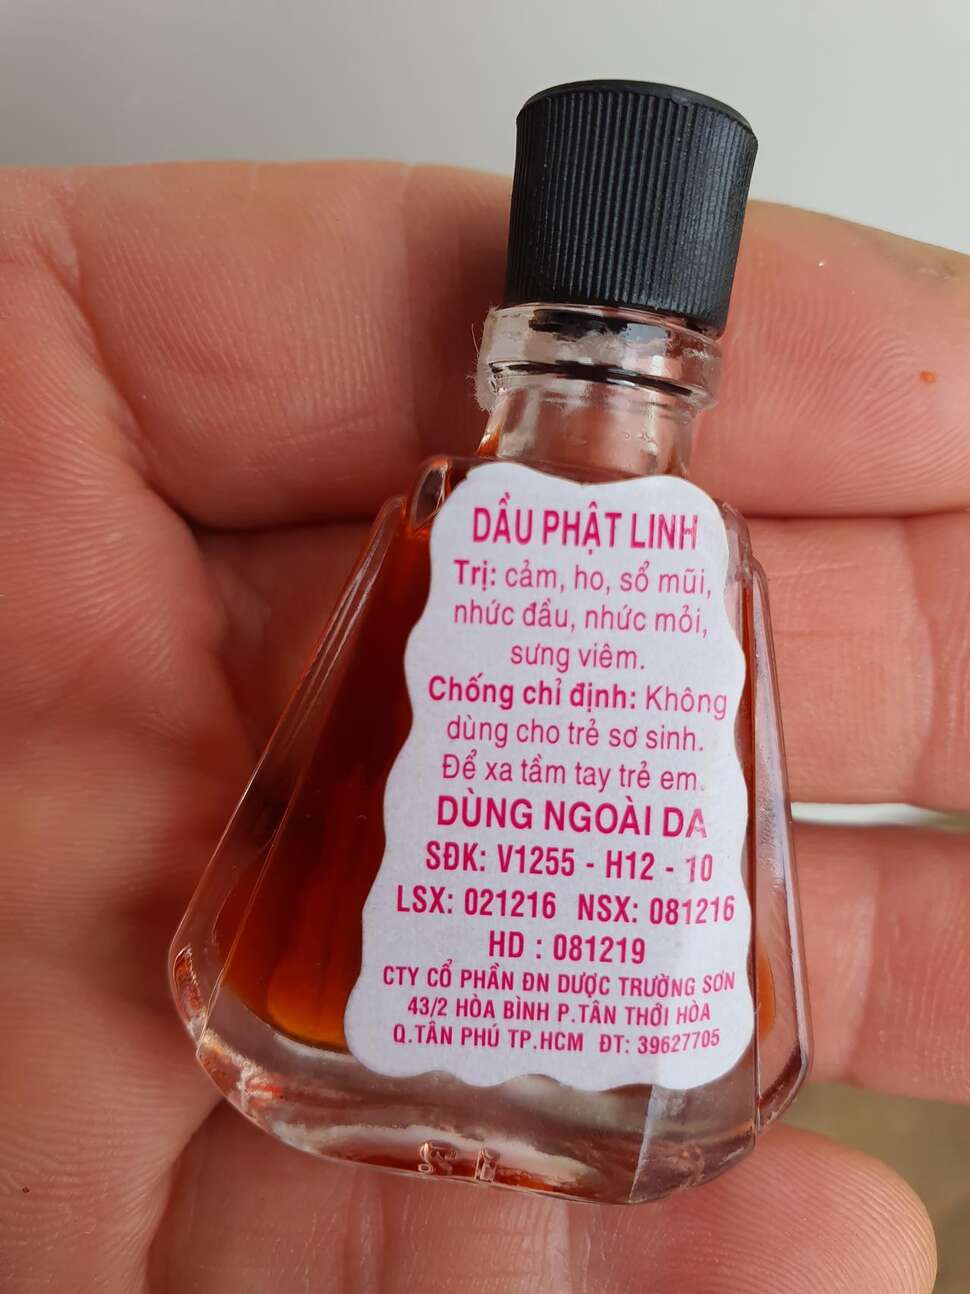 DẦU PHẬT LINH
Trị: cảm, ho, sổ mũi,
nhức đầu, nhức mỏi,
sưng viêm.
Chống chỉ định: Không
dùng cho trẻ sơ sinh.
Để xa tầm tay trẻ em.
DÙNG NGOÀI DA
SĐK: V1255 - H12 - 10
LSX: 021216 NSX: 081216
HD : 081219
CTY CỔ PHẦN ĐN DƯỢC TRƯỜNG SƠN
43/2 HÒA BÌNH P.TÂN THỚI HÒA
Q.TÂN PHÚ TP.HCM ĐT: 39627705